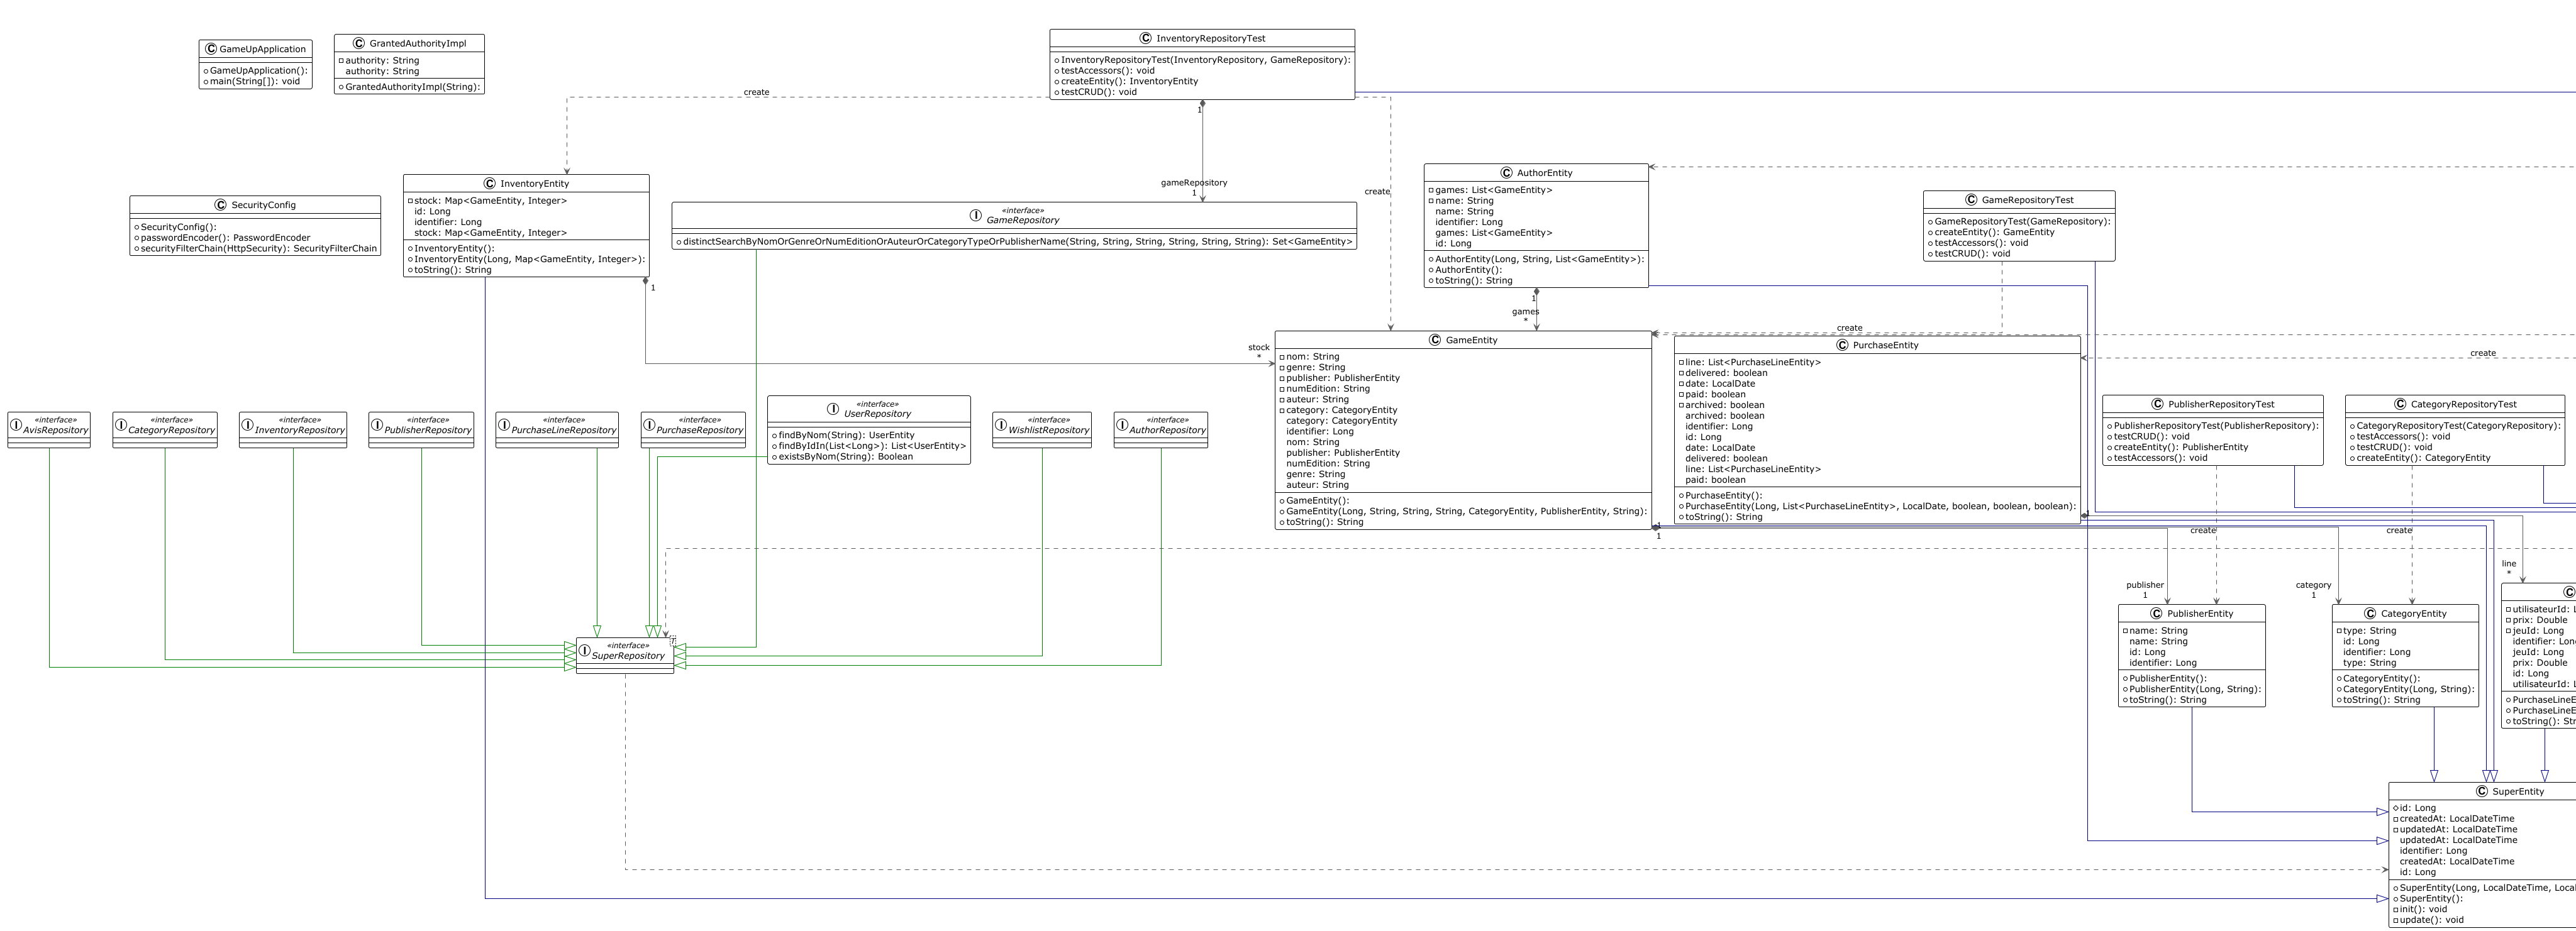 GameUpApplication
GameUpApplication():
main(String[]): void
GrantedAuthorityImpl
authority: String
authority: String
GrantedAuthorityImpl(String):
InventoryRepositoryTest
InventoryRepositoryTest(InventoryRepository, GameRepository):
testAccessors(): void
createEntity(): InventoryEntity
testCRUD(): void
create
1
gameRepository
1
create
SecurityConfig
SecurityConfig():
passwordEncoder(): PasswordEncoder
securityFilterChain(HttpSecurity): SecurityFilterChain
InventoryEntity
stock: Map<GameEntity, Integer>
id: Long
identifier: Long
stock: Map<GameEntity, Integer>
InventoryEntity():
InventoryEntity(Long, Map<GameEntity, Integer>):
toString(): String
1
«interface»
GameRepository
distinctSearchByNomOrGenreOrNumEditionOrAuteurOrCategoryTypeOrPublisherName(String, String, String, String, String, String): Set<GameEntity>
AuthorEntity
games: List<GameEntity>
name: String
name: String
identifier: Long
games: List<GameEntity>
id: Long
AuthorEntity(Long, String, List<GameEntity>):
AuthorEntity():
toString(): String
1
games
*
GameRepositoryTest
GameRepositoryTest(GameRepository):
createEntity(): GameEntity
testAccessors(): void
testCRUD(): void
create
create
stock
*
GameEntity
nom: String
genre: String
publisher: PublisherEntity
numEdition: String
auteur: String
category: CategoryEntity
category: CategoryEntity
identifier: Long
nom: String
publisher: PublisherEntity
numEdition: String
genre: String
auteur: String
GameEntity():
GameEntity(Long, String, String, String, CategoryEntity, PublisherEntity, String):
toString(): String
1
1
PurchaseEntity
line: List<PurchaseLineEntity>
delivered: boolean
date: LocalDate
paid: boolean
archived: boolean
archived: boolean
identifier: Long
id: Long
date: LocalDate
delivered: boolean
line: List<PurchaseLineEntity>
paid: boolean
PurchaseEntity():
PurchaseEntity(Long, List<PurchaseLineEntity>, LocalDate, boolean, boolean, boolean):
toString(): String
1
«interface»
AvisRepository
«interface»
CategoryRepository
«interface»
InventoryRepository
«interface»
PublisherRepository
«interface»
PurchaseLineRepository
«interface»
PurchaseRepository
«interface»
UserRepository
findByNom(String): UserEntity
findByIdIn(List<Long>): List<UserEntity>
existsByNom(String): Boolean
«interface»
WishlistRepository
«interface»
AuthorRepository
PublisherRepositoryTest
PublisherRepositoryTest(PublisherRepository):
testCRUD(): void
createEntity(): PublisherEntity
testAccessors(): void
CategoryRepositoryTest
CategoryRepositoryTest(CategoryRepository):
testAccessors(): void
testCRUD(): void
createEntity(): CategoryEntity
create
create
publisher
1
category
1
line
*
«interface»
SuperRepository
PublisherEntity
name: String
name: String
id: Long
identifier: Long
PublisherEntity():
PublisherEntity(Long, String):
toString(): String
CategoryEntity
type: String
id: Long
identifier: Long
type: String
CategoryEntity():
CategoryEntity(Long, String):
toString(): String
utilisateurId: L
prix: Double
jeuId: Long
identifier: Long
jeuId: Long
prix: Double
id: Long
utilisateurId: L
PurchaseLineE
PurchaseLineE
toString(): Str
SuperEntity
id: Long
createdAt: LocalDateTime
updatedAt: LocalDateTime
updatedAt: LocalDateTime
identifier: Long
createdAt: LocalDateTime
id: Long
SuperEntity(Long, LocalDateTime, Local
SuperEntity():
init(): void
update(): void